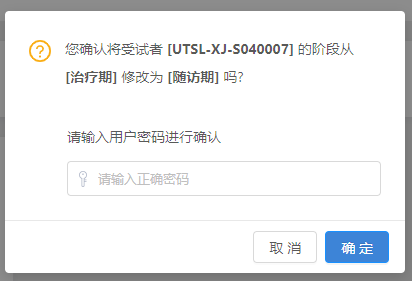 您确认将受试者 [UTSL-XJ-S040007] 的阶段从
[治疗期] 修改为 [随访期] 吗?
请输入用户密码进行确认
请输入正确密码
取 消
确 定